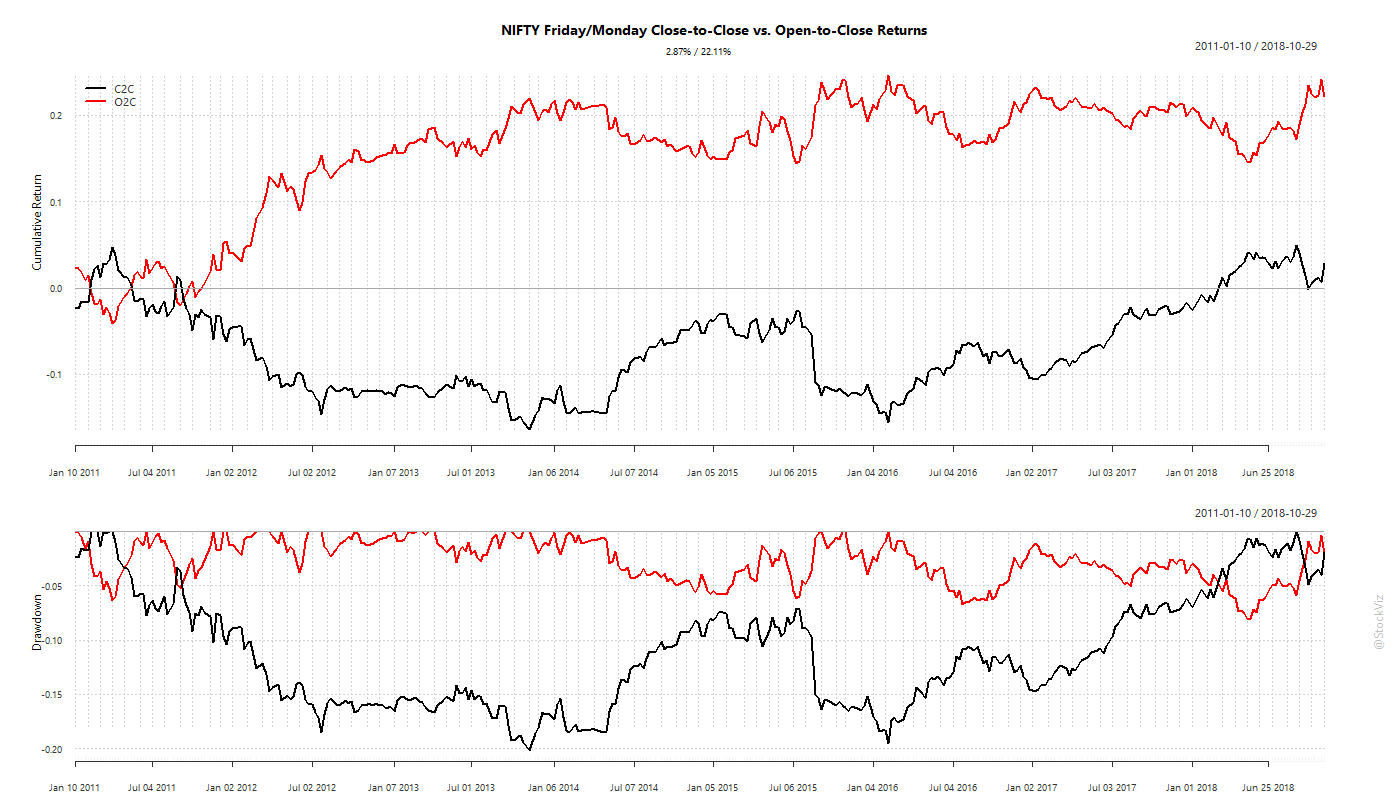 NIFTY Friday/Monday Close-to-Close vs. Open-to-Close Returns
2.87% / 22.11%
2011-01-10 / 2018-10-29
C2C
O2C
Cumulative Return
0.2
0.1
0.0
-0.1
Jan 10 2011 Jul 04 2011 Jan 02 2012 Jul 02 2012 Jan 07 2013 Jul 01 2013 Jan 06 2014 Jul 07 2014 Jan 05 2015 Jul 06 2015 Jan 04 2016 Jul 04 2016 Jan 02 2017 Jul 03 2017 Jan 01 2018 Jun 25 2018
2011-01-10 / 2018-10-29
Drawdown
-0.05
-0.10
-0.15
-0.20
Jan 10 2011 Jul 04 2011 Jan 02 2012 Jul 02 2012 Jan 07 2013 Jul 01 2013 Jan 06 2014 Jul 07 2014 Jan 05 2015 Jul 06 2015 Jan 04 2016 Jul 04 2016 Jan 02 2017 Jul 03 2017 Jan 01 2018 Jun 25 2018
@StockViz